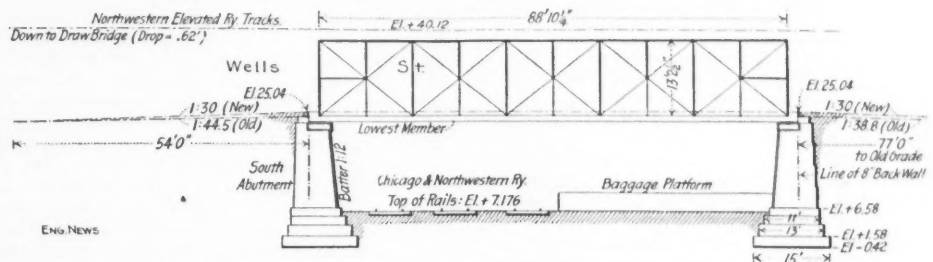 Northwestern Elevated Ry. Tracks.
Down to Draw Bridge (Drop = .62')
El.+40.12
88'10¼"
Wells St.
13'2½"
El.25.04
1:30 (New)
1:44.5 (Old)
54'0"
El.25.04
1:30 (New)
1:38.8 (Old)
77'0"
to Old Grade
Line of 8' Back Wall
Lowest Member
South
Abutment
Batter 1:12
Chicago & Northwestern Ry.
Top of Rails: El.+7.176
Baggage Platform
El.+6.58
11'
13'
El.+1.58
El-0.42
15'
ENG. NEWS